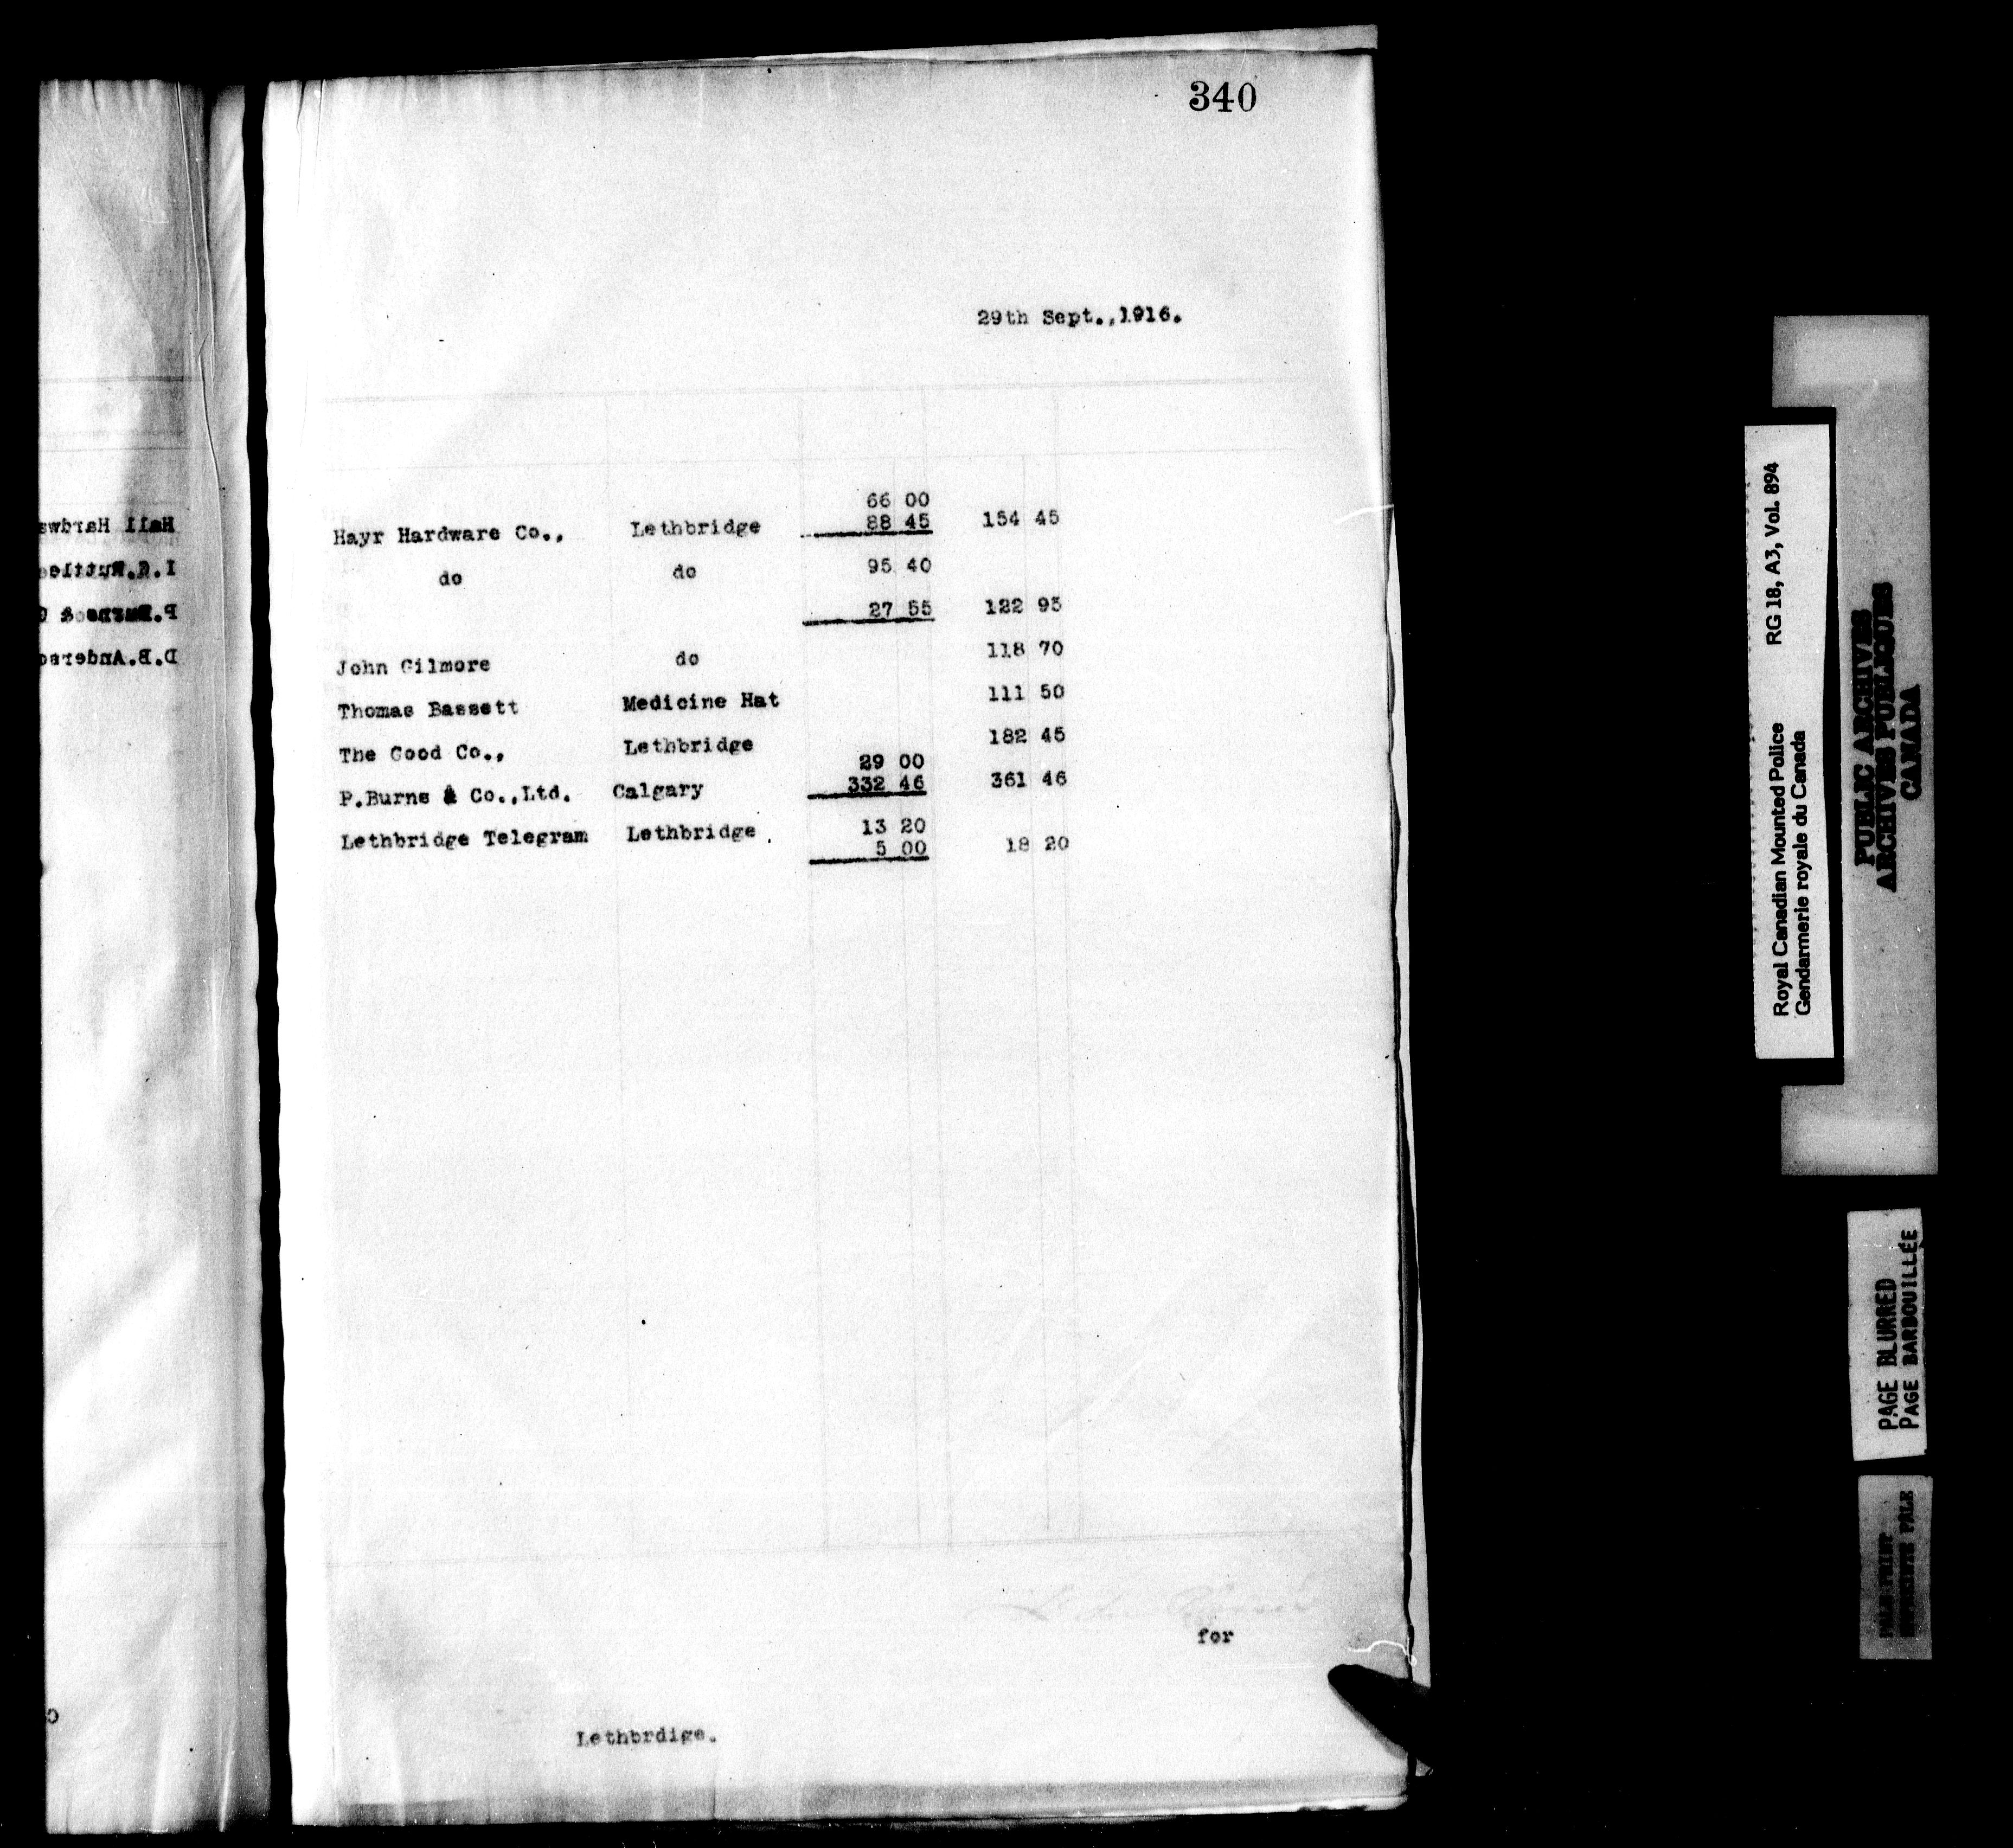 340
29th Sept.,1916.
66 00
Hayr Hardware Co., Lethbridge 88 45 154 45
do do 95 40
27 55 122 95
John Gilmore do 118 70
Thomas Bassett Medicine Hat 111 50
The Good Co., Lethbridge 182 45
29 00
P.Burns & Co.,Ltd. Calgary 332 46 361 46
Lethbridge Telegram Lethbridge 13 20
5 00 18 20
for
Lethbrdige.
RG 18, A3, Vol. 894
Royal Canadian Mounted Police
Gendarmerie royale du Canada
PUBLIC ARCHIVES
ARCHIVES PUBLIQUES
CANADA
PAGE BLURRED
PAGE BARBOUILLÉE